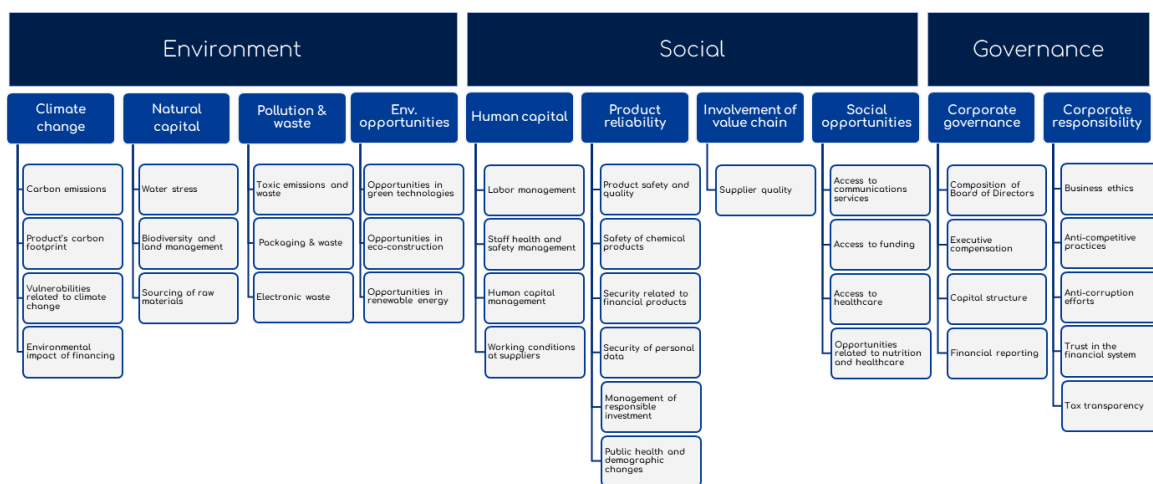 Environment
Social
Governance
Climate
change
Natural
capital
Pollution &
waste
Env.
opportunities
Human capital
Product
reliability
Involvement of
value chain
Social
opportunities
Corporate
governance
Corporate
responsibility
Carbon emissions
Product's carbon
footprint
Vulnerabilities
related to climate
change
Environmental
impact of financing
Water stress
Biodiversity and
land management
Sourcing of raw
materials
Toxic emissions and
waste
Packaging & waste
Electronic waste
Opportunities in
green technologies
Opportunities in
eco-construction
Opportunities in
renewable energy
Labor management
Staff health and
safety management
Human capital
management
Working conditions
at suppliers
Product safety and
quality
Safety of chemical
products
Security related to
financial products
Security of personal
data
Management of
responsible
investment
Public health and
demographic
changes
Supplier quality
Access to
communications
services
Access to funding
Access to
healthcare
Opportunities
related to nutrition
and healthcare
Composition of
Board of Directors
Executive
compensation
Capital structure
Financial reporting
Business ethics
Anti-competitive
practices
Anti-corruption
efforts
Trust in the
financial system
Tax transparency